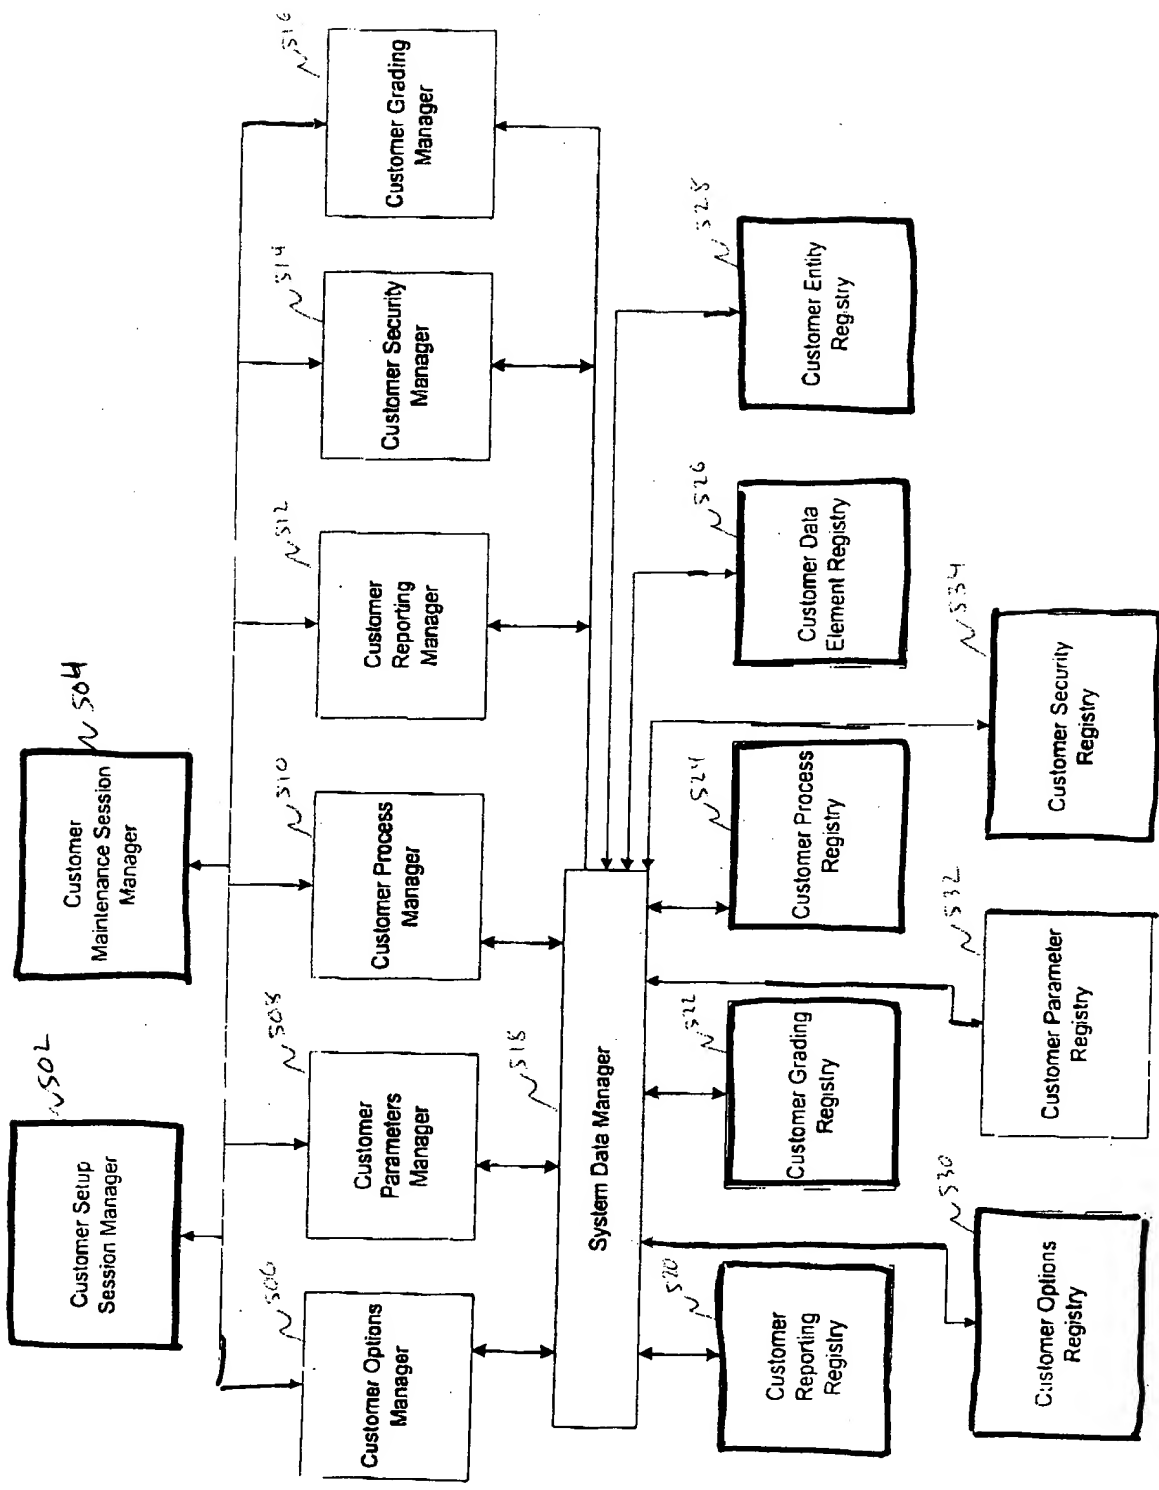 502
Customer Setup
Session Manager
504
Customer
Maintenance Session
Manager
506
Customer Options
Manager
508
Customer
Parameters
Manager
510
Customer Process
Manager
512
Customer
Reporting
Manager
514
Customer Security
Manager
516
Customer Grading
Manager
518
System Data Manager
520
Customer
Reporting
Registry
522
Customer Grading
Registry
524
Customer Process
Registry
526
Customer Data
Element Registry
528
Customer Entity
Registry
530
Customer Options
Registry
532
Customer Parameter
Registry
534
Customer Security
Registry